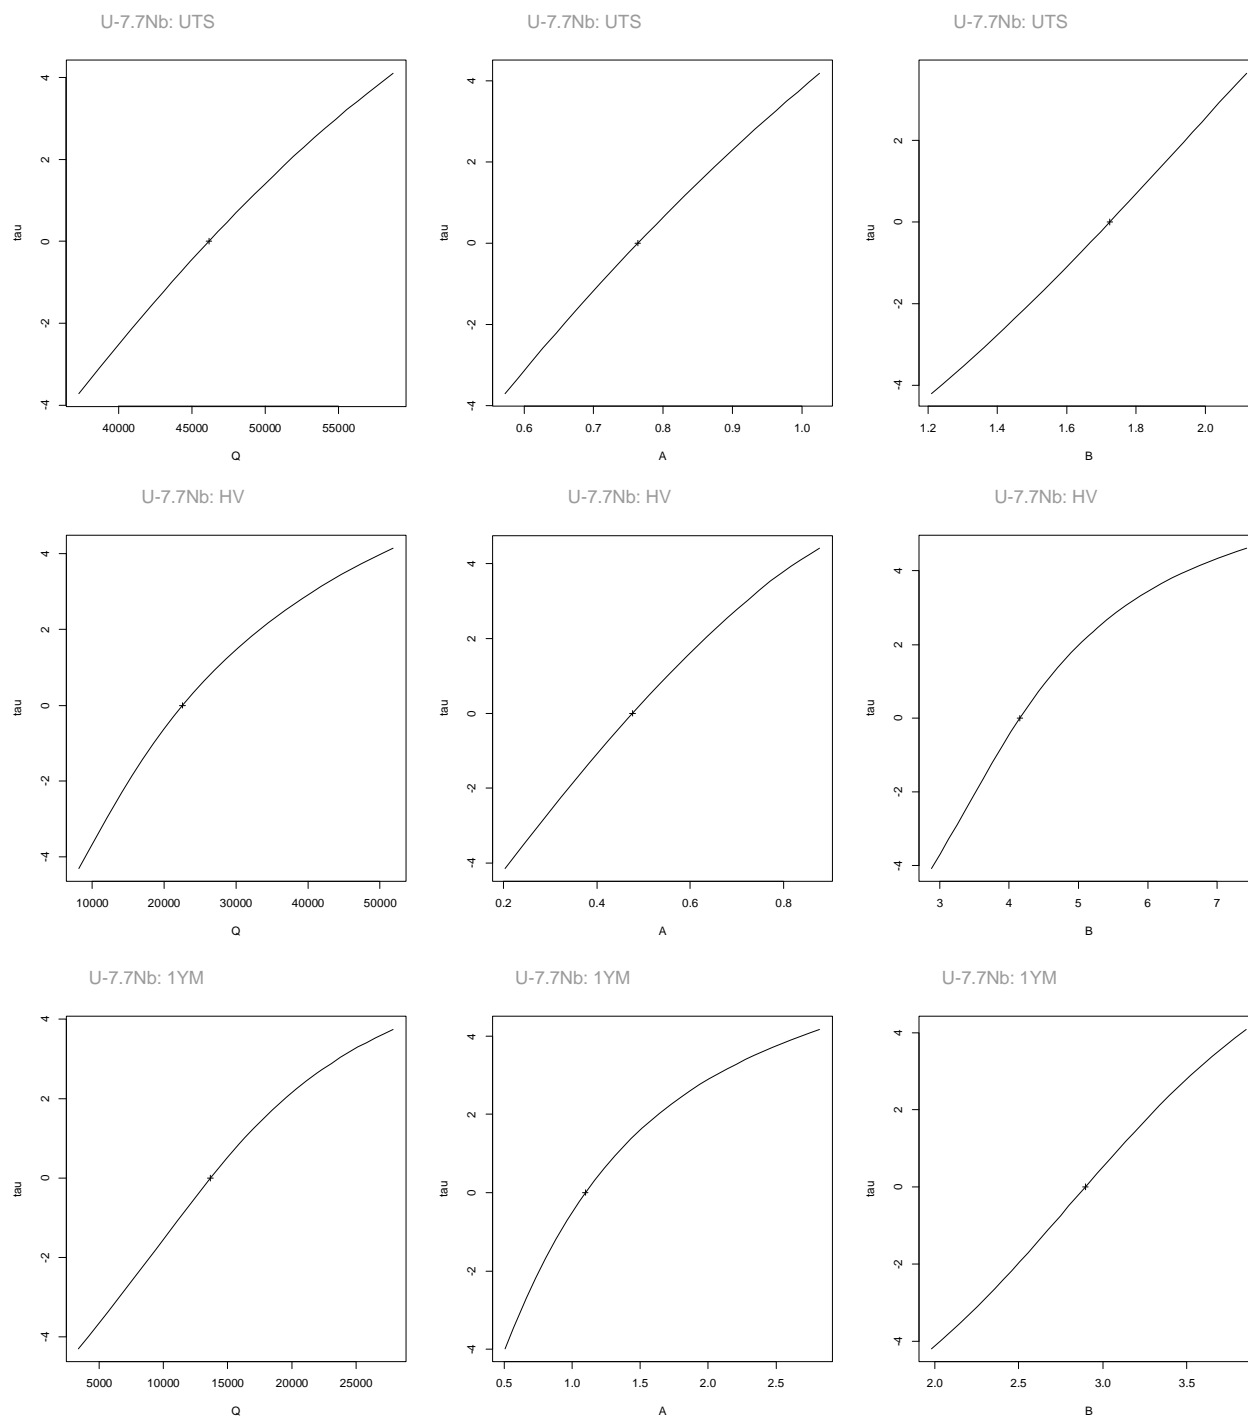 U-7.7Nb: UTS
U-7.7Nb: UTS
U-7.7Nb: UTS
tau
-4
-2
0
2
4
40000 45000 50000 55000
Q
tau
-4
-2
0
2
4
0.6 0.7 0.8 0.9 1.0
A
tau
-4
-2
0
2
1.2 1.4 1.6 1.8 2.0
B
U-7.7Nb: HV
U-7.7Nb: HV
U-7.7Nb: HV
tau
-4
-2
0
2
4
10000 20000 30000 40000 50000
Q
tau
-4
-2
0
2
4
0.2 0.4 0.6 0.8
A
tau
-4
-2
0
2
4
3 4 5 6 7
B
U-7.7Nb: 1YM
U-7.7Nb: 1YM
U-7.7Nb: 1YM
tau
-4
-2
0
2
4
5000 10000 15000 20000 25000
Q
tau
-4
-2
0
2
4
0.5 1.0 1.5 2.0 2.5
A
tau
-4
-2
0
2
4
2.0 2.5 3.0 3.5
B